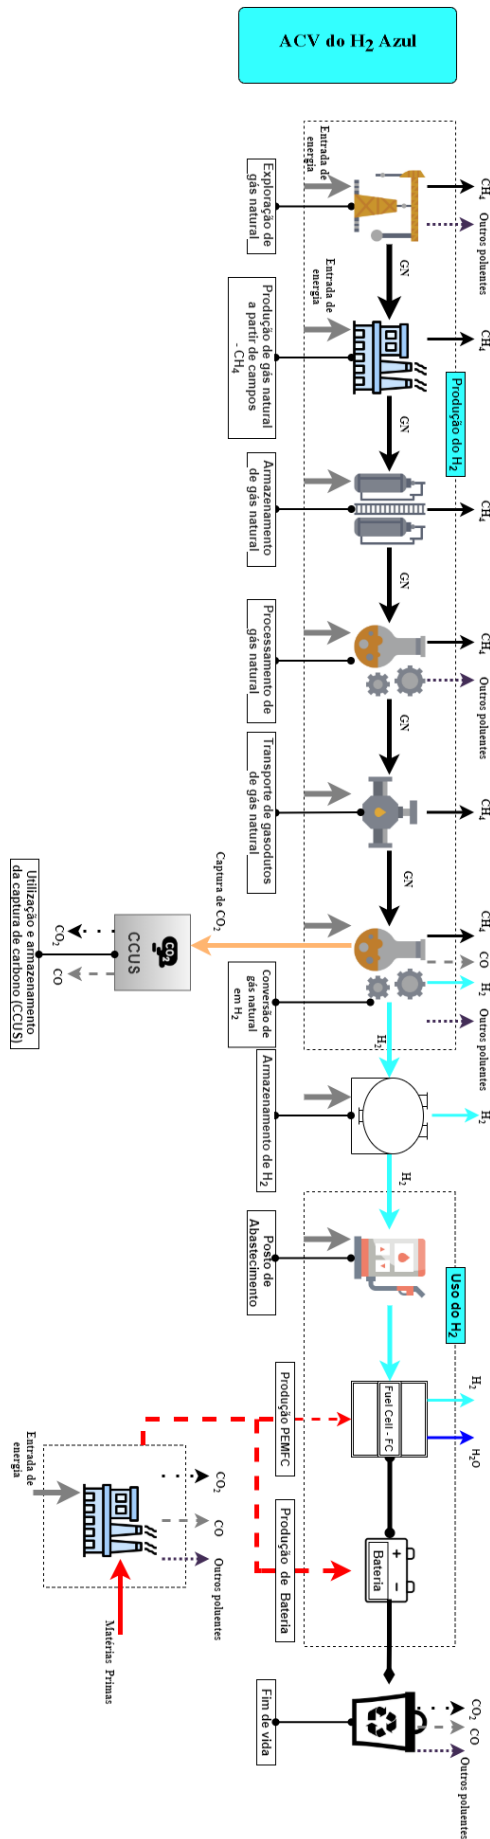 ACV do H₂ Azul
CH₄
Outros poluentes
Entrada de
energia
Exploração de
gás natural
GN
CH₄
Entrada de
energia
Produção de gás natural
a partir de campos
- CH₄
Produção do H₂
GN
CH₄
Armazenamento
de gás natural
GN
CH₄
Outros poluentes
Processamento de
gás natural
GN
CH₄
Transporte de gasodutos
de gás natural
GN
CH₄
CO
H₂
Outros poluentes
Captura de CO₂
Conversão de
gás natural
em H₂
CO₂
CCUS
CO₂
CO
Utilização e armazenamento
da captura de carbono (CCUS)
H₂
H₂
Armazenamento de H₂
H₂
Uso do H₂
Posto de
Abastecimento
H₂
H₂O
Fuel Cell - FC
Produção PEMFC
Bateria
+
−
Produção de Bateria
Entrada de
energia
CO₂
CO
Outros poluentes
Matérias Primas
CO₂
CO
Outros poluentes
Fim de vida